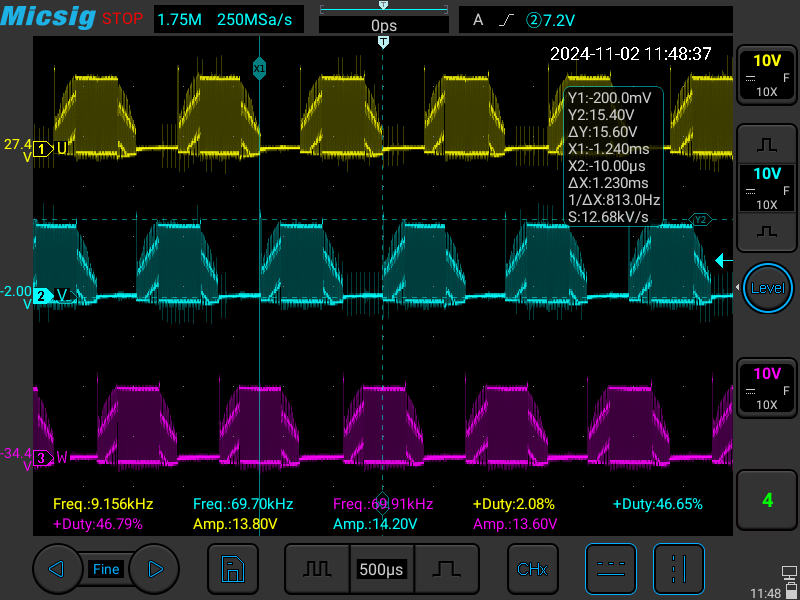 Micsig STOP 1.75M 250MSa/s 0ps A ②7.2V
2024-11-02 11:48:37
10V
F
10X
X1
Y1:-200.0mV
Y2:15.40V
ΔY:15.60V
X1:-1.240ms
X2:-10.00µs
ΔX:1.230ms
1/ΔX:813.0Hz
S:12.68kV/s
27.4
V
1 U
T
10V
F
10X
Y2
-2.00
V
2 V
Level
10V
F
10X
-34.4
V
3 W
Freq.:9.156kHz Freq.:69.70kHz Freq.:69.91kHz +Duty:2.08% +Duty:46.65%
+Duty:46.79% Amp.:13.80V Amp.:14.20V Amp.:13.60V
4
Fine 500µs CHx
11:48